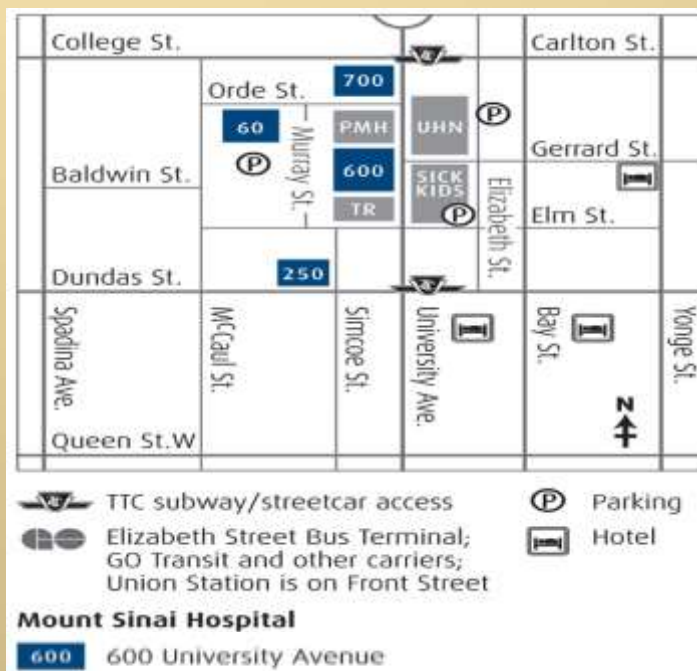 College St.
Carlton St.
Orde St.
700
60
Murray St.
PMH
UHN
P
P
Gerrard St.
Baldwin St.
600
SICK
KIDS
Elizabeth St.
TR
P
Elm St.
Dundas St.
250
Spadina Ave.
McCaul St.
Simcoe St.
University Ave.
Bay St.
Yonge St.
N
Queen St.W
TTC subway/streetcar access
P Parking
Elizabeth Street Bus Terminal;
GO Transit and other carriers;
Union Station is on Front Street
Hotel
Mount Sinai Hospital
600 600 University Avenue